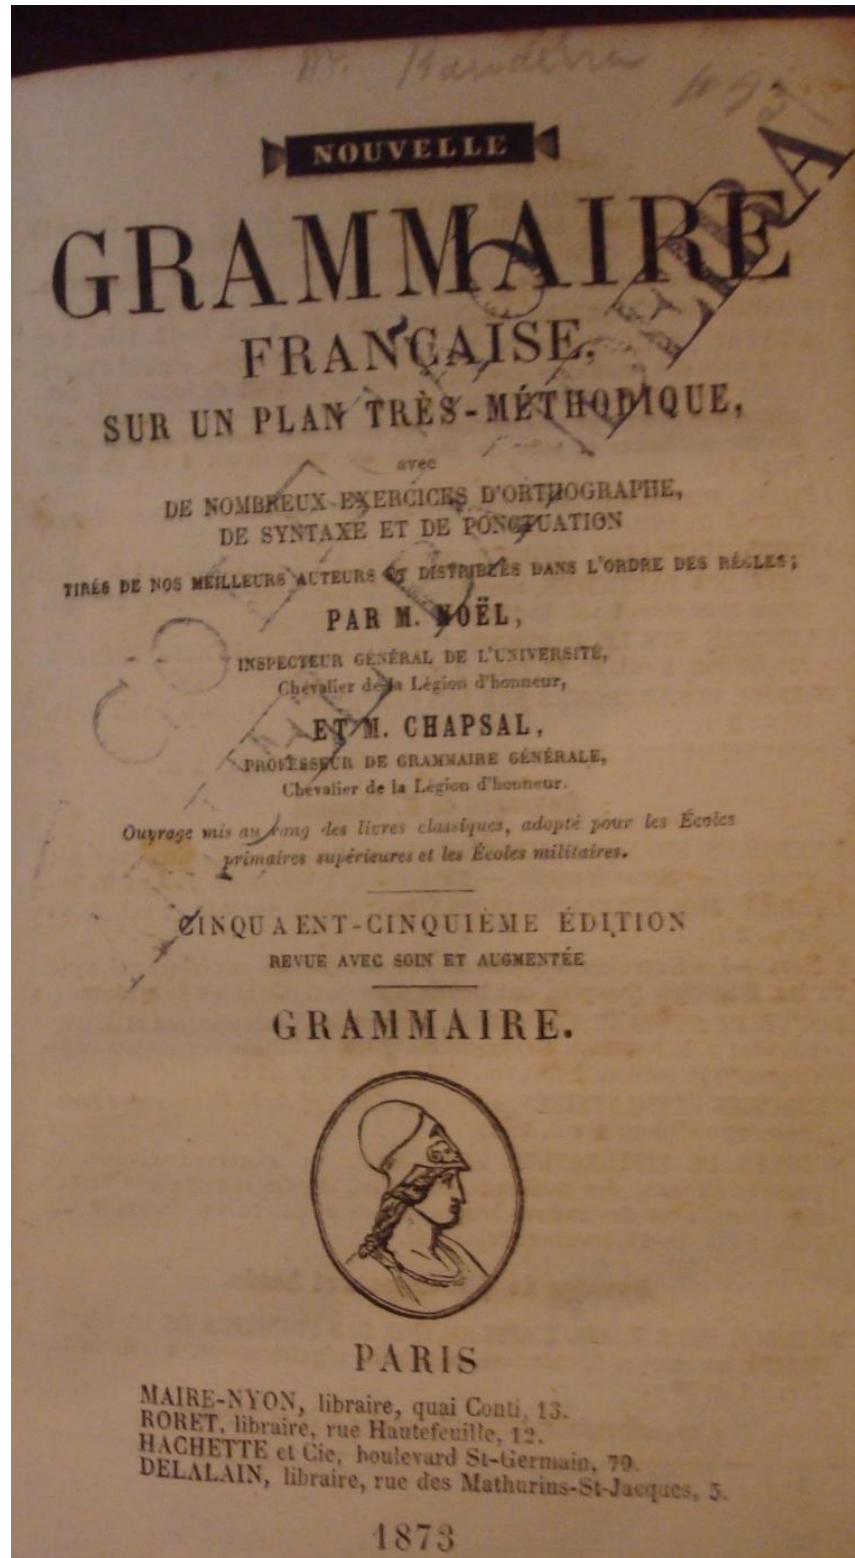 NOUVELLE
GRAMMAIRE
FRANÇAISE,
SUR UN PLAN TRÈS-MÉTHODIQUE,
avec
DE NOMBREUX EXERCICES D'ORTHOGRAPHE,
DE SYNTAXE ET DE PONCTUATION
TIRÉS DE NOS MEILLEURS AUTEURS ET DISTRIBUÉS DANS L'ORDRE DES RÈGLES;
PAR M. NOËL,
INSPECTEUR GÉNÉRAL DE L'UNIVERSITÉ,
Chevalier de la Légion d'honneur,
ET M. CHAPSAL,
PROFESSEUR DE GRAMMAIRE GÉNÉRALE,
Chevalier de la Légion d'honneur.
Ouvrage mis au rang des livres classiques, adopté pour les Écoles
primaires supérieures et les Écoles militaires.
CINQUAENT-CINQUIÈME ÉDITION
REVUE AVEC SOIN ET AUGMENTÉE
GRAMMAIRE.
PARIS
MAIRE-NYON, libraire, quai Conti, 13.
RORET, libraire, rue Hautefeuille, 12.
HACHETTE et Cie, boulevard St-Germain, 79.
DELALAIN, libraire, rue des Mathurins-St-Jacques, 5.
1873